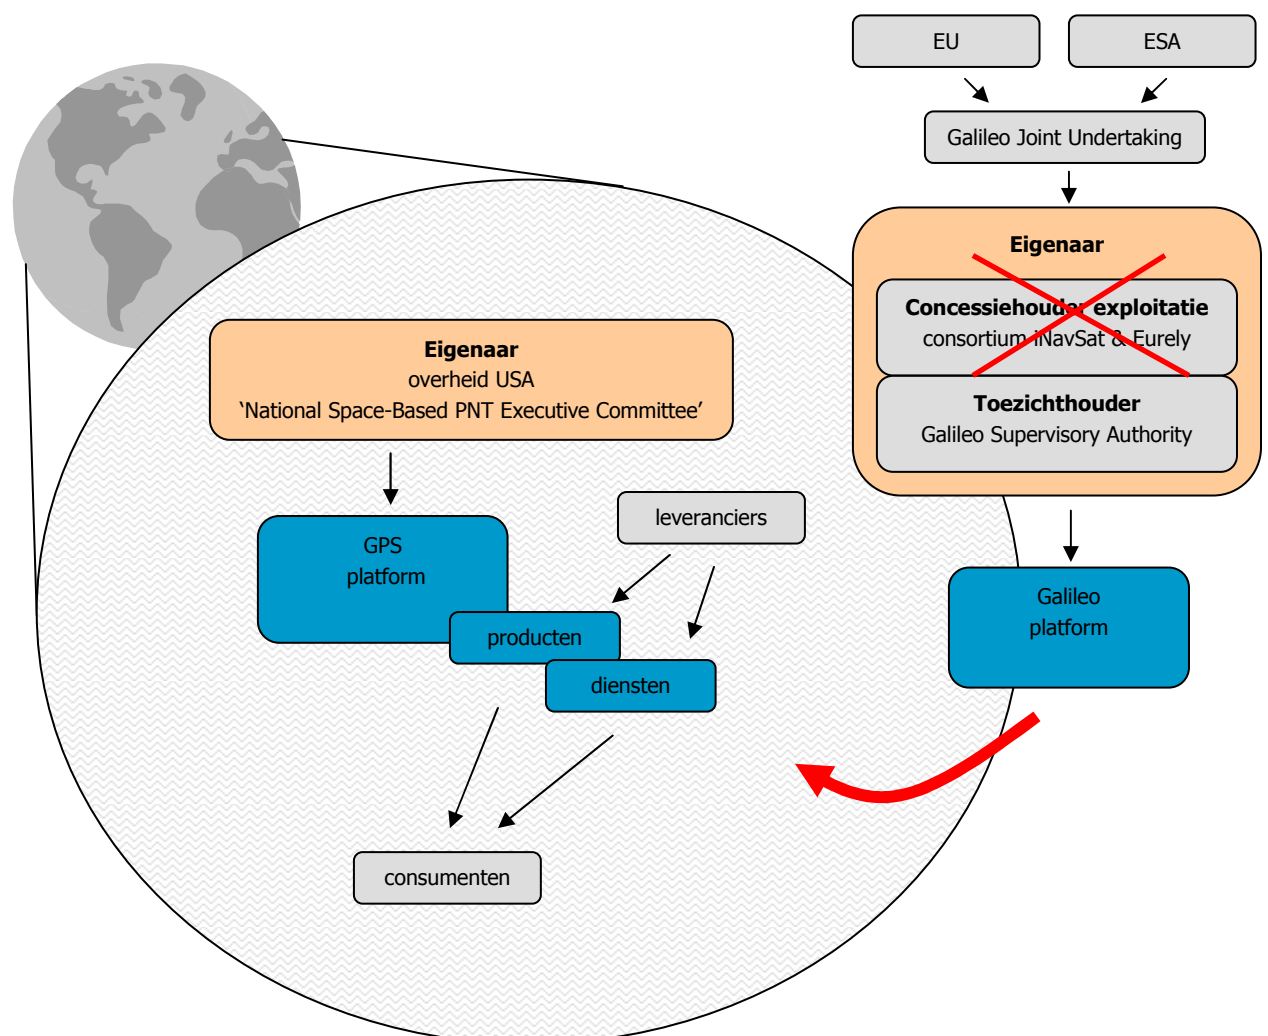 EU
ESA
Galileo Joint Undertaking
Eigenaar
Concessiehouder exploitatie
consortium iNavSat & Eurely
Toezichthouder
Galileo Supervisory Authority
Eigenaar
overheid USA
‘National Space-Based PNT Executive Committee’
leveranciers
GPS
platform
producten
diensten
Galileo
platform
consumenten